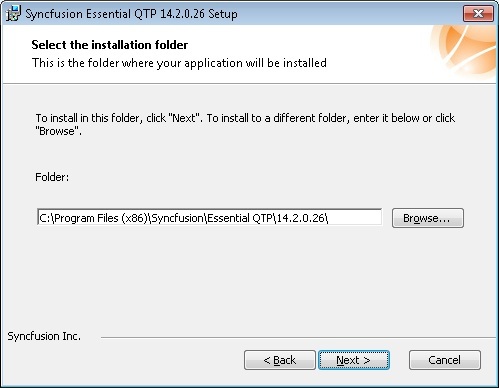 Syncfusion Essential QTP 14.2.0.26 Setup
Select the installation folder
This is the folder where your application will be installed
To install in this folder, click "Next". To install to a different folder, enter it below or click
"Browse".
Folder:
C:\Program Files (x86)\Syncfusion\Essential QTP\14.2.0.26\
Browse...
Syncfusion Inc.
< Back
Next >
Cancel